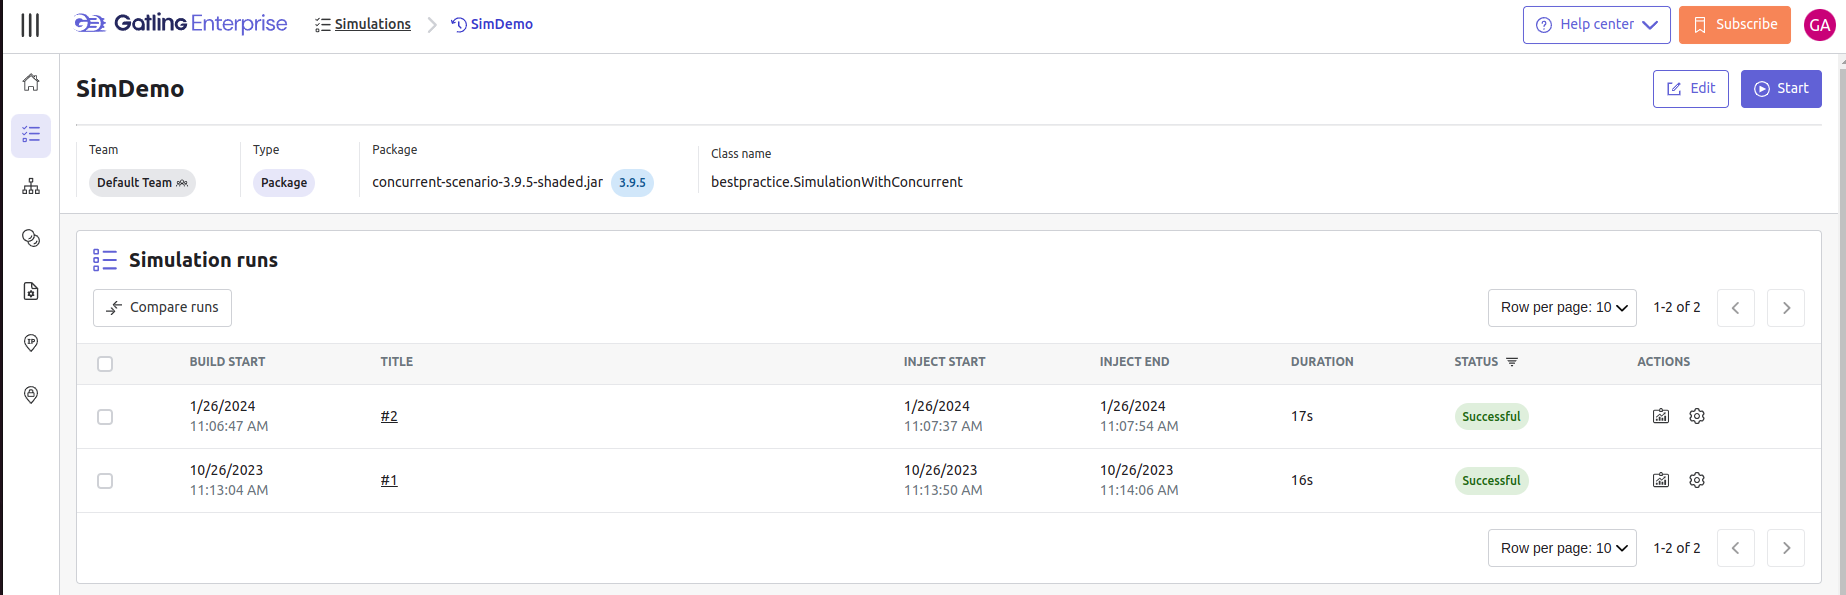 Gatling Enterprise
Simulations
SimDemo
Help center
Subscribe
GA
SimDemo
Edit
Start
Team
Type
Package
Class name
Default Team
Package
concurrent-scenario-3.9.5-shaded.jar
3.9.5
bestpractice.SimulationWithConcurrent
IP
Simulation runs
Compare runs
Row per page: 10
1-2 of 2
BUILD START
TITLE
INJECT START
INJECT END
DURATION
STATUS
ACTIONS
1/26/2024
11:06:47 AM
#2
1/26/2024
11:07:37 AM
1/26/2024
11:07:54 AM
17s
Successful
10/26/2023
11:13:04 AM
#1
10/26/2023
11:13:50 AM
10/26/2023
11:14:06 AM
16s
Successful
Row per page: 10
1-2 of 2